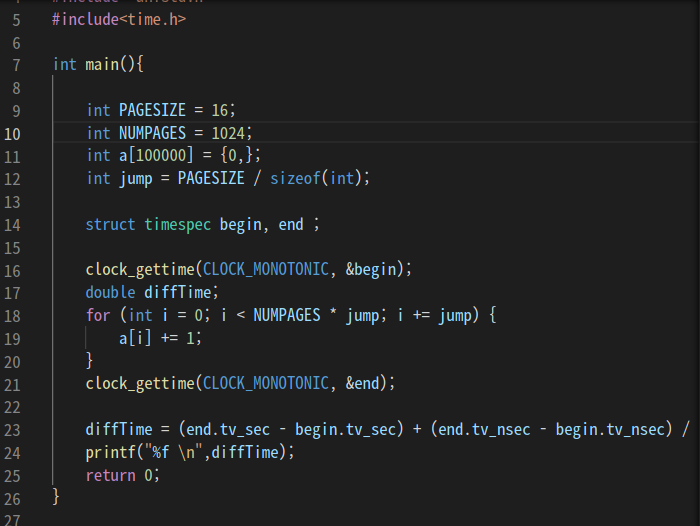 5 #include<time.h>
6
7 int main(){
8
9 int PAGESIZE = 16;
10 int NUMPAGES = 1024;
11 int a[100000] = {0,};
12 int jump = PAGESIZE / sizeof(int);
13
14 struct timespec begin, end ;
15
16 clock_gettime(CLOCK_MONOTONIC, &begin);
17 double diffTime;
18 for (int i = 0; i < NUMPAGES * jump; i += jump) {
19 a[i] += 1;
20 }
21 clock_gettime(CLOCK_MONOTONIC, &end);
22
23 diffTime = (end.tv_sec - begin.tv_sec) + (end.tv_nsec - begin.tv_nsec) /
24 printf("%f \n",diffTime);
25 return 0;
26 }
27